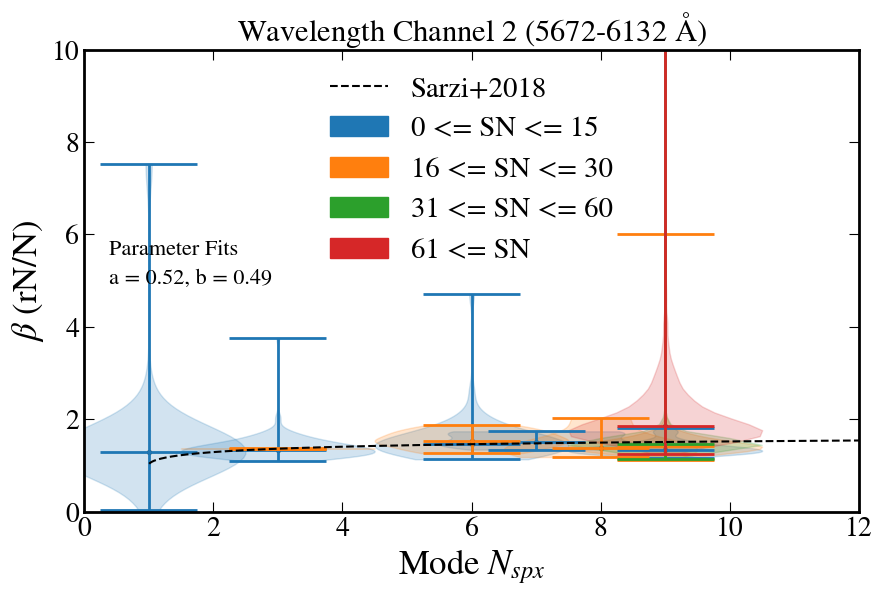 Wavelength Channel 2 (5672-6132 Å)
10
8
6
4
2
0
β (rN/N)
Sarzi+2018
0 <= SN <= 15
16 <= SN <= 30
31 <= SN <= 60
61 <= SN
Parameter Fits
a = 0.52, b = 0.49
0 2 4 6 8 10 12
Mode N_{spx}